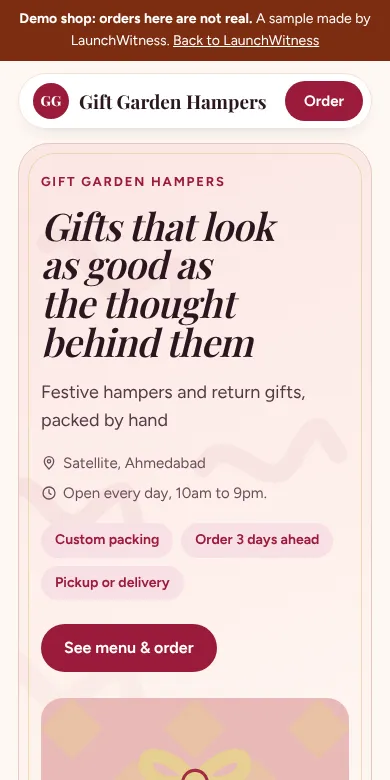 Demo shop: orders here are not real. A sample made by
LaunchWitness. Back to LaunchWitness
GG Gift Garden Hampers Order
GIFT GARDEN HAMPERS
Gifts that look
as good as
the thought
behind them
Festive hampers and return gifts,
packed by hand
Satellite, Ahmedabad
Open every day, 10am to 9pm.
Custom packing Order 3 days ahead
Pickup or delivery
See menu & order